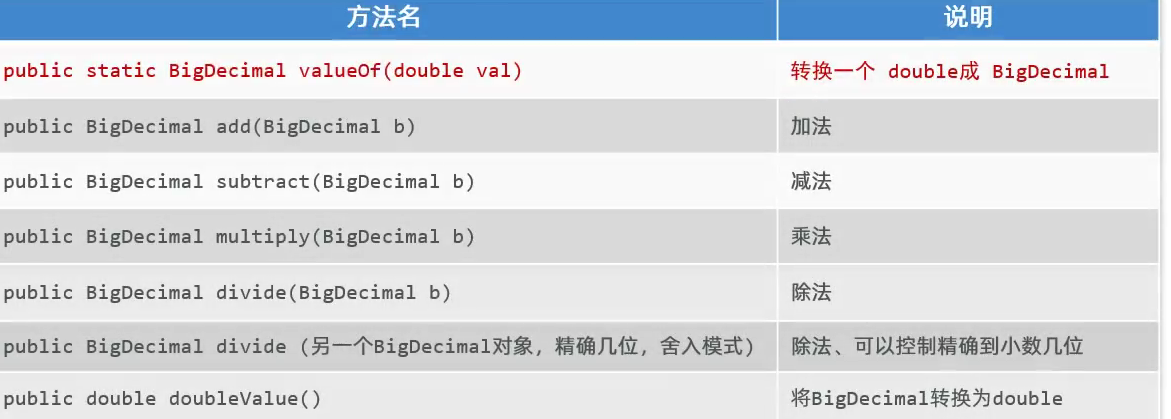 方法名 说明
public static BigDecimal valueOf(double val) 转换一个 double成 BigDecimal
public BigDecimal add(BigDecimal b) 加法
public BigDecimal subtract(BigDecimal b) 减法
public BigDecimal multiply(BigDecimal b) 乘法
public BigDecimal divide(BigDecimal b) 除法
public BigDecimal divide (另一个BigDecimal对象，精确几位，舍入模式) 除法、可以控制精确到小数几位
public double doubleValue() 将BigDecimal转换为double